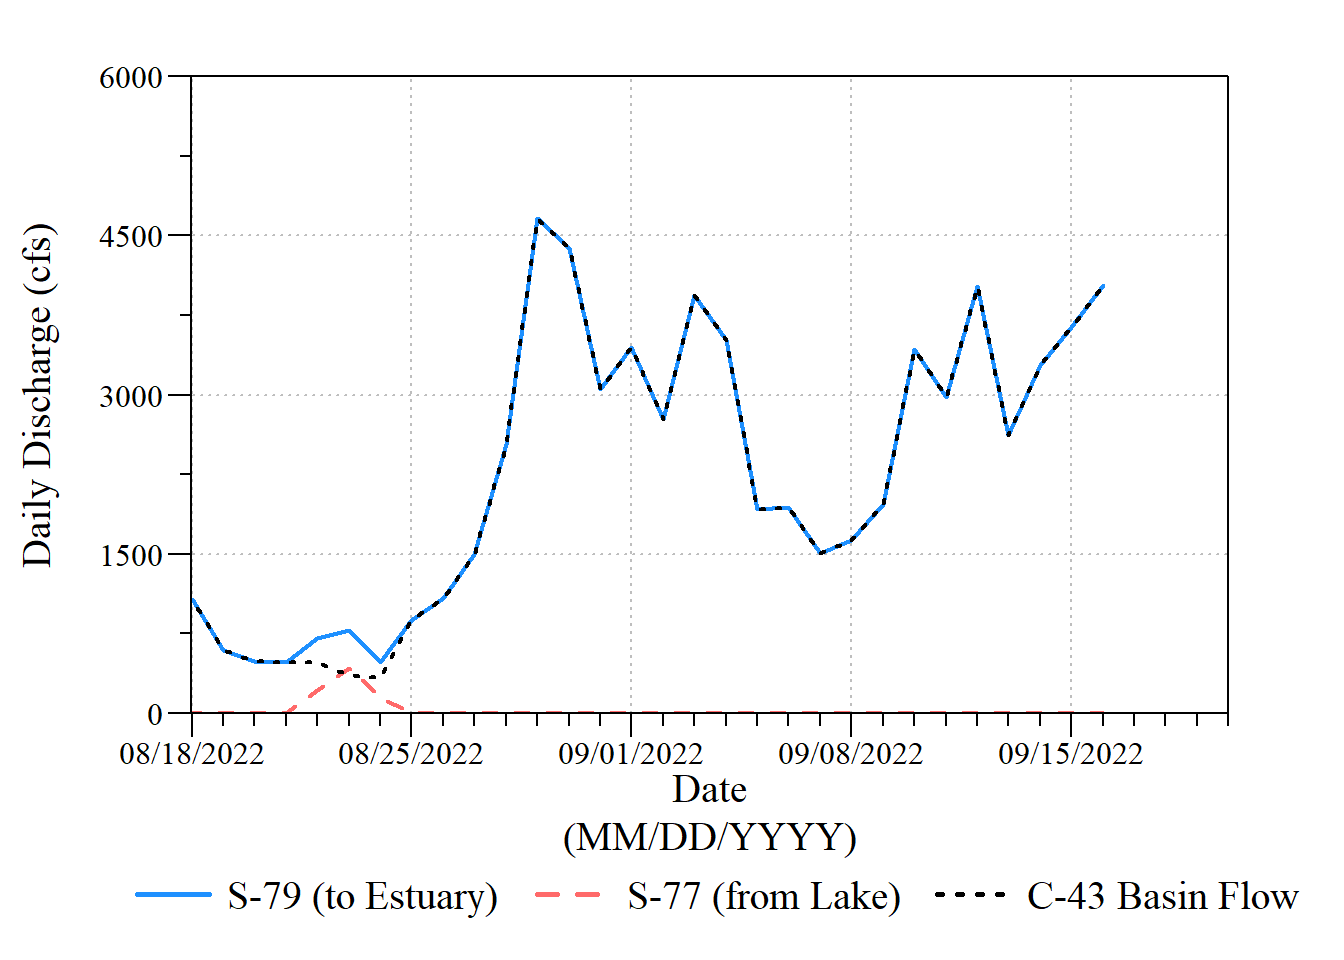 6000
4500
3000
1500
0
Daily Discharge (cfs)
08/18/2022 08/25/2022 09/01/2022 09/08/2022 09/15/2022
Date
(MM/DD/YYYY)
S-79 (to Estuary) S-77 (from Lake) C-43 Basin Flow